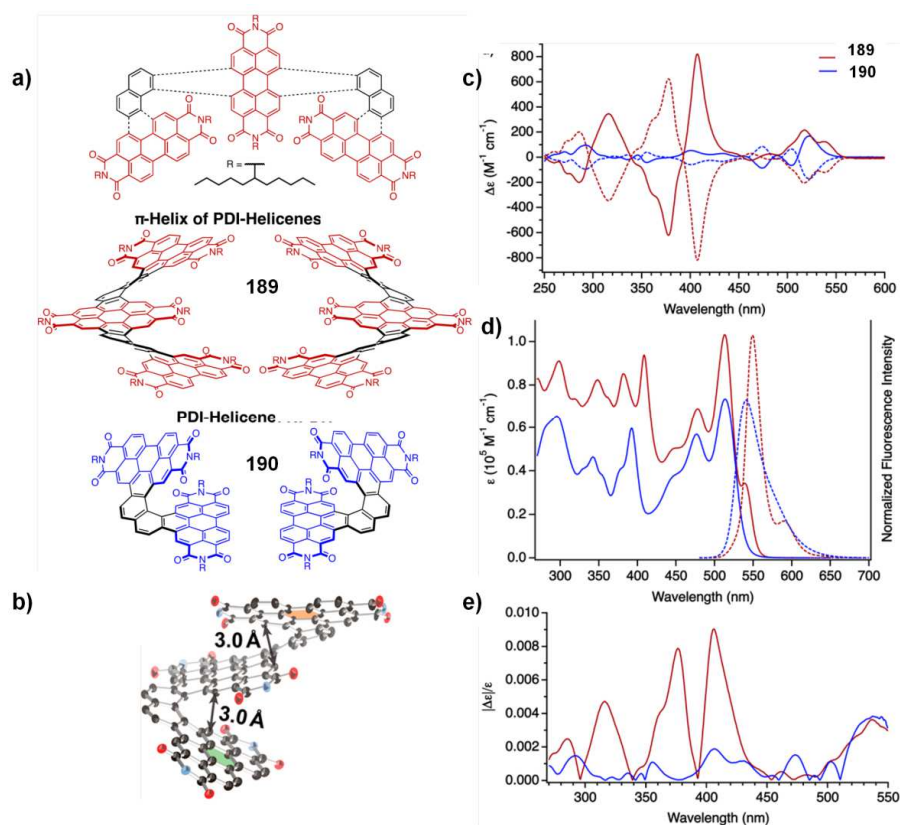 a)
R
O N O
R =
O N O
R
O
RN
O
O
NR
O
O
RN
O
O
NR
O
π-Helix of PDI-Helicenes
189
PDI-Helicene
190
b)
3.0 Å
3.0 Å
c)
189
190
Δε (M⁻¹ cm⁻¹)
800
600
400
200
0
-200
-400
-600
-800
250 300 350 400 450 500 550 600
Wavelength (nm)
d)
ε (10⁵ M⁻¹ cm⁻¹)
1.0
0.8
0.6
0.4
0.2
0.0
300 350 400 450 500 550 600 650 700
Wavelength (nm)
Normalized Fluorescence Intensity
e)
|Δε|/ε
0.010
0.008
0.006
0.004
0.002
0.000
300 350 400 450 500 550
Wavelength (nm)